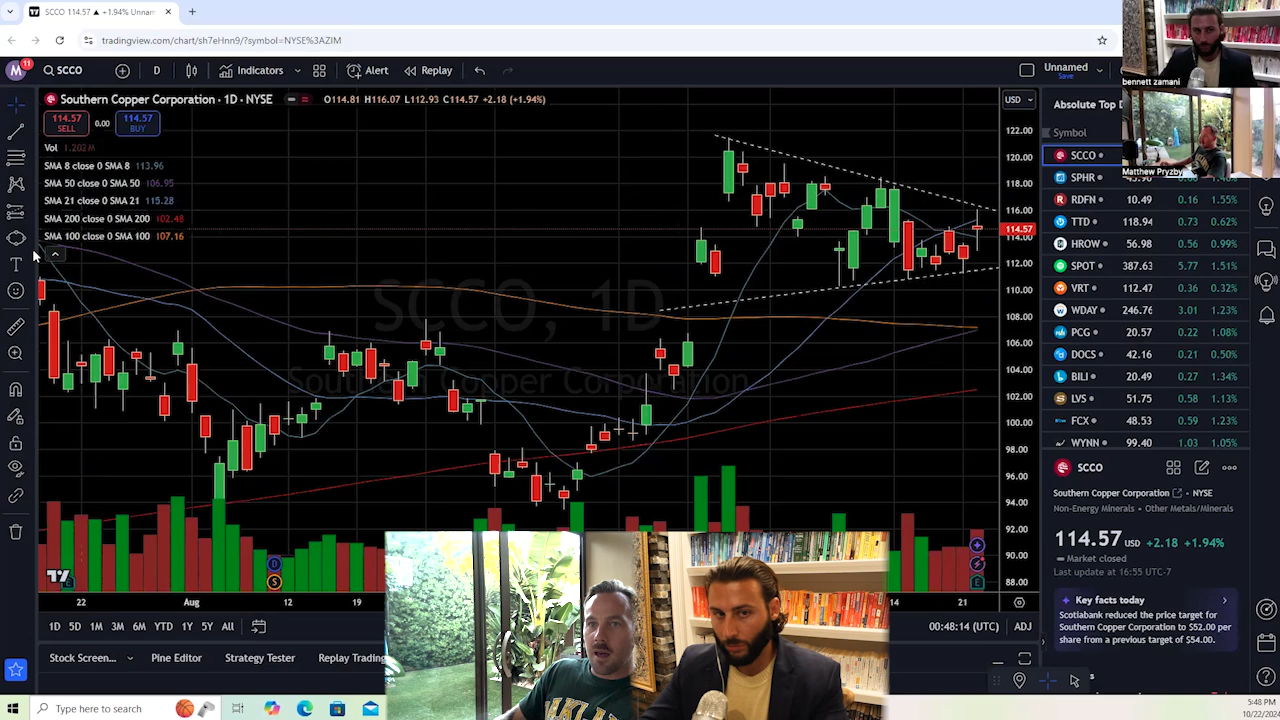 SCCO 114.57 ▲ +1.94% Unnam
tradingview.com/chart/sh7eHnn9/?symbol=NYSE%3AZIM
M 11
SCCO
D
Indicators
Alert
Replay
Unnamed
Save
Southern Copper Corporation · 1D · NYSE
O114.81 H116.07 L112.93 C114.57 +2.18 (+1.94%)
114.57 SELL
0.00
114.57 BUY
Vol 1.202 M
SMA 8 close 0 SMA 8 113.96
SMA 50 close 0 SMA 50 106.95
SMA 21 close 0 SMA 21 115.28
SMA 200 close 0 SMA 200 102.48
SMA 100 close 0 SMA 100 107.16
SCCO, 1D
Southern Copper Corporation
USD
122.00
120.00
118.00
116.00
114.57
114.00
112.00
110.00
108.00
106.00
104.00
102.00
100.00
98.00
96.00
94.00
92.00
90.00
88.00
22
Aug
12
19
14
21
D
S
E
1D 5D 1M 3M 6M YTD 1Y 5Y All
00:48:14 (UTC)
ADJ
Stock Screen...
Pine Editor
Strategy Tester
Replay Trading
bennett zamani
Matthew Pryzby
Absolute Top D
Symbol
SCCO
SPHR
RDFN 10.49 0.16 1.55%
TTD 118.94 0.73 0.62%
HROW 56.98 0.56 0.99%
SPOT 387.63 5.77 1.51%
VRT 112.47 0.36 0.32%
WDAY 246.76 3.01 1.23%
PCG 20.57 0.22 1.08%
DOCS 42.16 0.21 0.50%
BILI 20.49 0.27 1.34%
LVS 51.75 0.58 1.13%
FCX 48.53 0.59 1.23%
WYNN 99.40 1.03 1.05%
SCCO
Southern Copper Corporation · NYSE
Non-Energy Minerals · Other Metals/Minerals
114.57 USD +2.18 +1.94%
Market closed
Last update at 16:55 UTC-7
Key facts today
Scotiabank reduced the price target for
Southern Copper Corporation to $52.00 per
share from a previous target of $54.00.
Type here to search
5:48 PM
10/22/2024